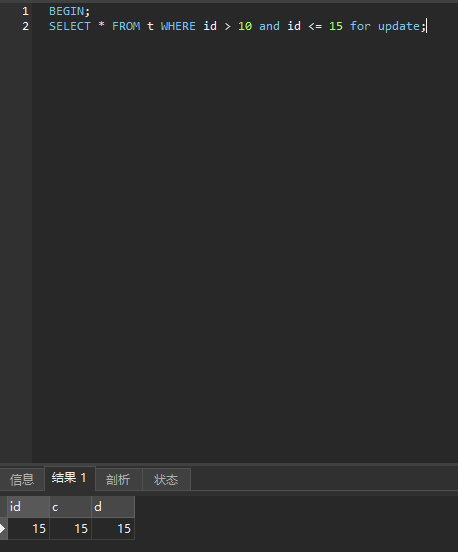 1 BEGIN;
2 SELECT * FROM t WHERE id > 10 and id <= 15 for update;
信息 结果 1 剖析 状态
id c d
15 15 15